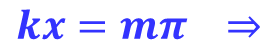 kx = mπ ⇒